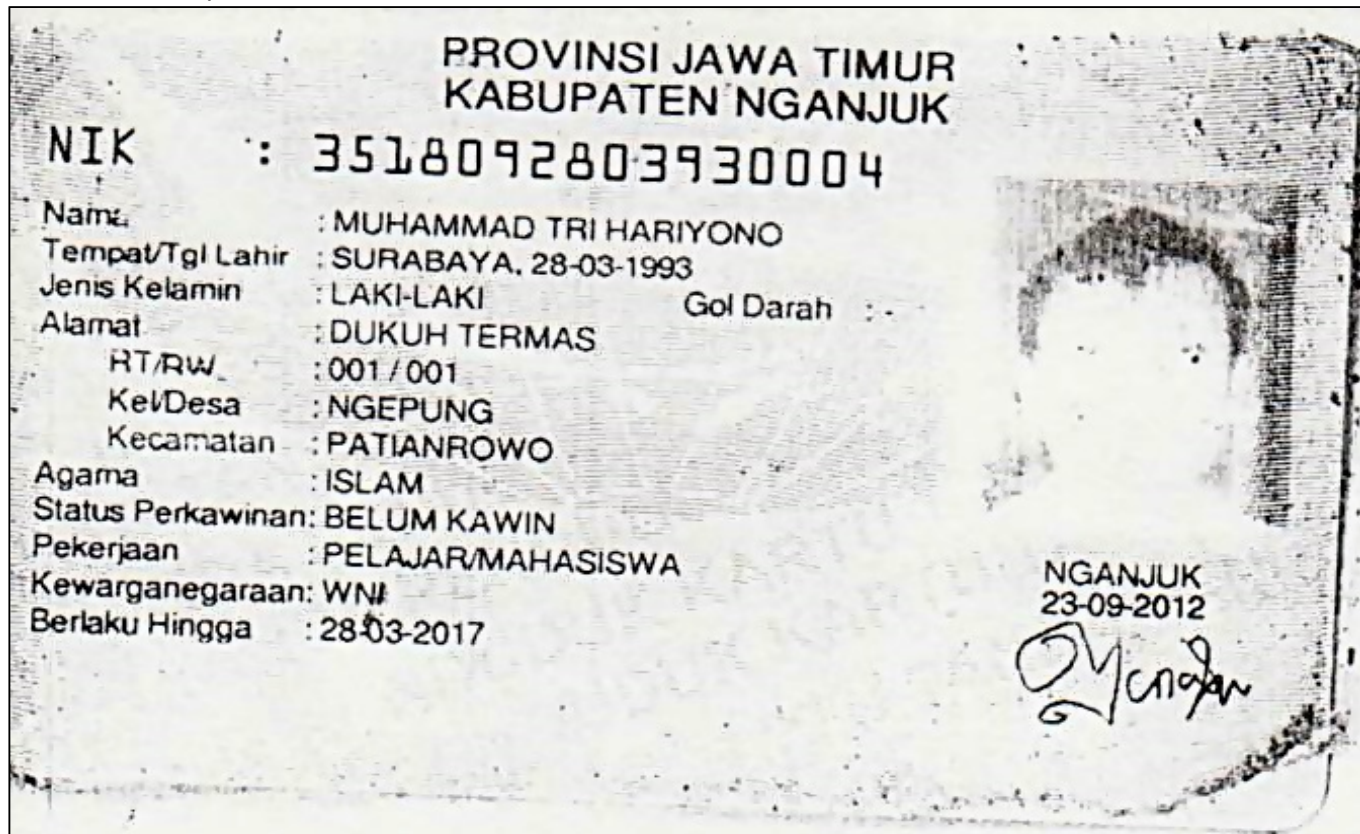 PROVINSI JAWA TIMUR
KABUPATEN NGANJUK
NIK : 3518092803930004
Nama : MUHAMMAD TRI HARIYONO
Tempat/Tgl Lahir : SURABAYA, 28-03-1993
Jenis Kelamin : LAKI-LAKI Gol Darah : -
Alamat : DUKUH TERMAS
RT/RW : 001 / 001
Kel/Desa : NGEPUNG
Kecamatan : PATIANROWO
Agama : ISLAM
Status Perkawinan: BELUM KAWIN
Pekerjaan : PELAJAR/MAHASISWA
Kewarganegaraan: WNI
Berlaku Hingga : 28-03-2017
NGANJUK
23-09-2012